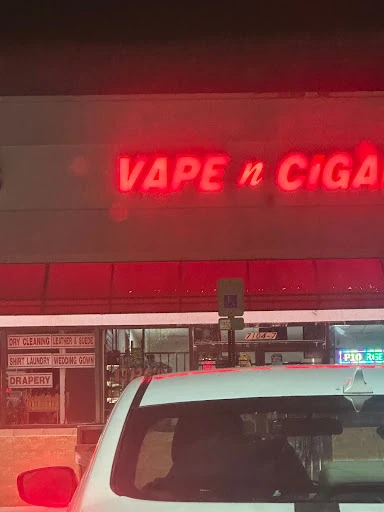 VAPE n CIGA
DRY CLEANING LEATHER & SUEDE
SHIRT LAUNDRY WEDDING GOWN
DRAPERY